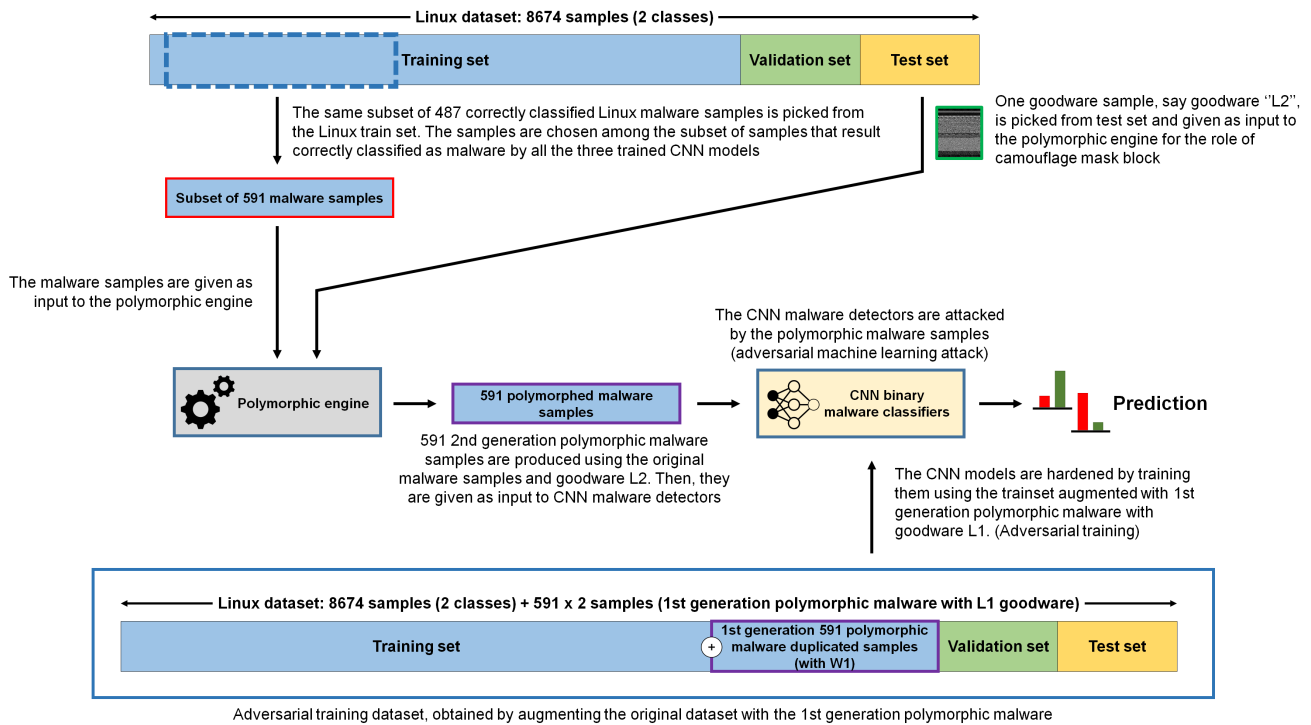 Linux dataset: 8674 samples (2 classes)
Training set
Validation set
Test set
The same subset of 487 correctly classified Linux malware samples is picked from
the Linux train set. The samples are chosen among the subset of samples that result
correctly classified as malware by all the three trained CNN models
One goodware sample, say goodware ‘’L2’’,
is picked from test set and given as input to
the polymorphic engine for the role of
camouflage mask block
Subset of 591 malware samples
The malware samples are given as
input to the polymorphic engine
The CNN malware detectors are attacked
by the polymorphic malware samples
(adversarial machine learning attack)
Polymorphic engine
591 polymorphed malware
samples
CNN binary
malware classifiers
Prediction
591 2nd generation polymorphic malware
samples are produced using the original
malware samples and goodware L2. Then, they
are given as input to CNN malware detectors
The CNN models are hardened by training
them using the trainset augmented with 1st
generation polymorphic malware with
goodware L1. (Adversarial training)
Linux dataset: 8674 samples (2 classes) + 591 x 2 samples (1st generation polymorphic malware with L1 goodware)
Training set
+
1st generation 591 polymorphic
malware duplicated samples
(with W1)
Validation set
Test set
Adversarial training dataset, obtained by augmenting the original dataset with the 1st generation polymorphic malware